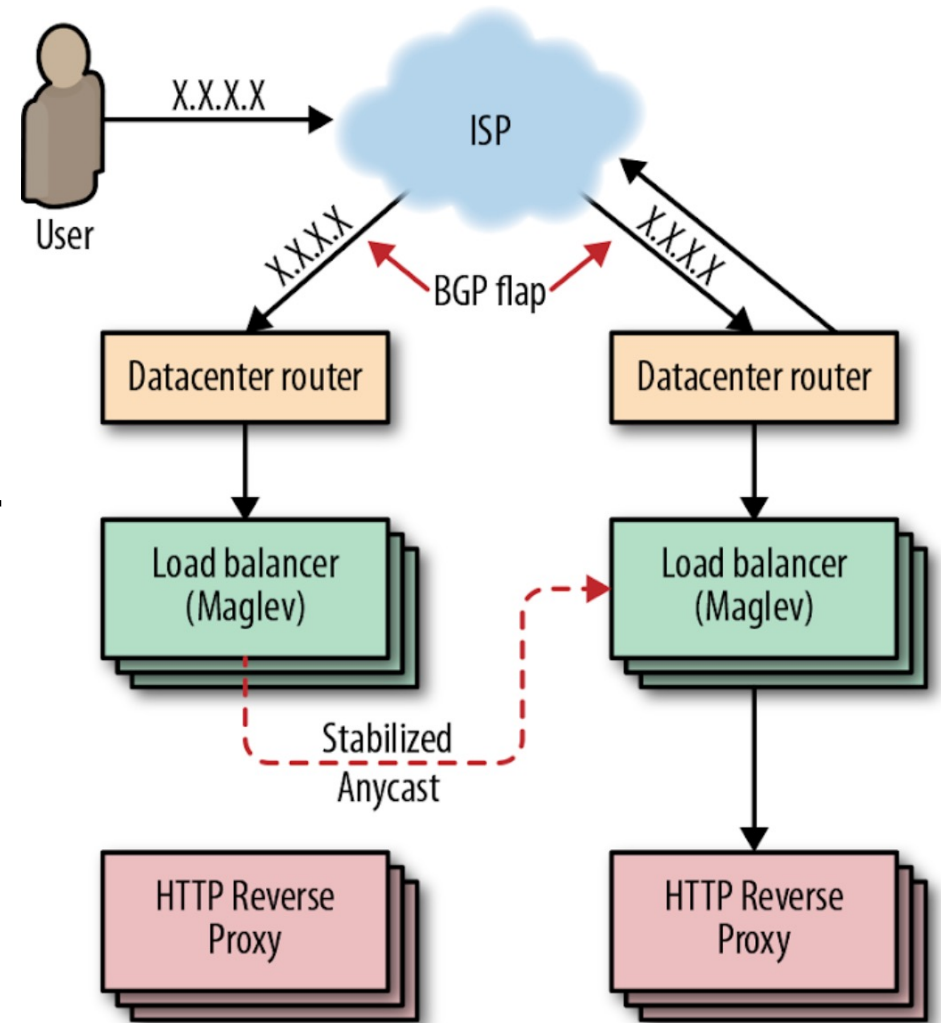 X.X.X.X
ISP
User
X.X.X.X
X.X.X.X
BGP flap
Datacenter router
Datacenter router
Load balancer
(Maglev)
Load balancer
(Maglev)
Stabilized
Anycast
HTTP Reverse
Proxy
HTTP Reverse
Proxy